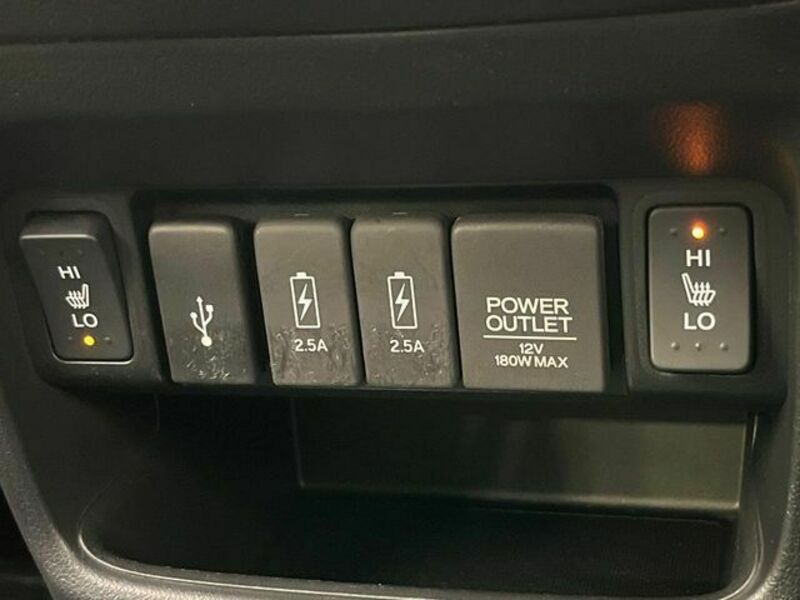 HI
LO
2.5A
2.5A
POWER
OUTLET
12V
180W MAX
HI
LO